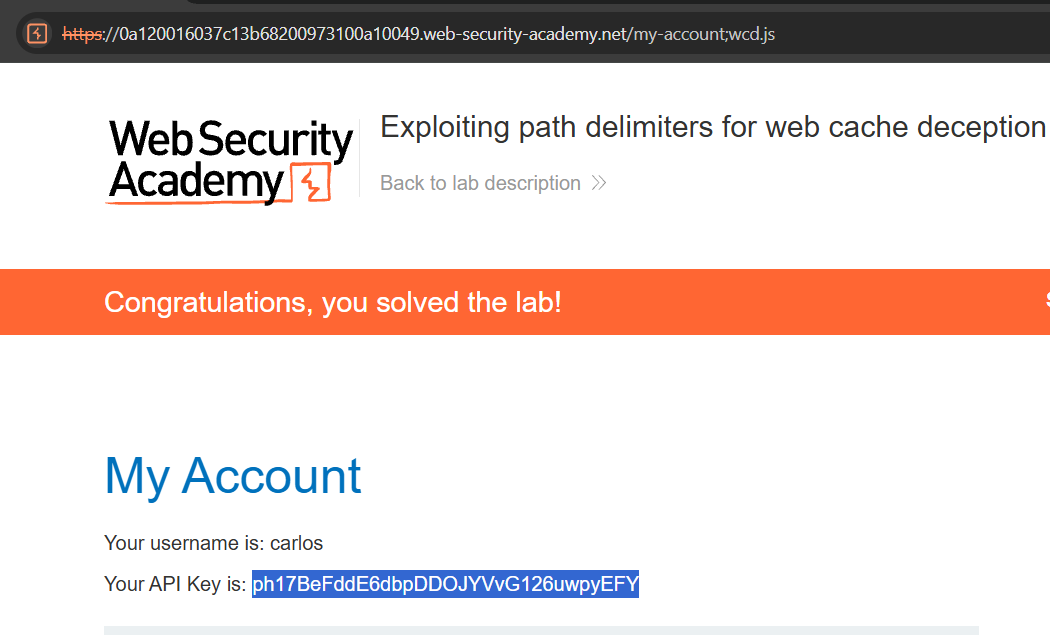 https://0a120016037c13b68200973100a10049.web-security-academy.net/my-account;wcd.js
Web Security
Academy
Exploiting path delimiters for web cache deception
Back to lab description
Congratulations, you solved the lab!
My Account
Your username is: carlos
Your API Key is: ph17BeFddE6dbpDDOJYVvG126uwpyEFY